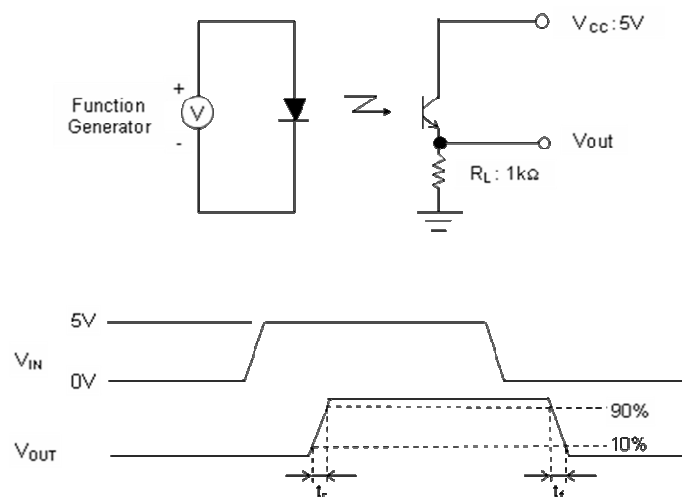 Vcc : 5V
+
Function
Generator
V
-
Vout
RL : 1kΩ
5V
VIN
0V
90%
10%
VOUT
tr
tf